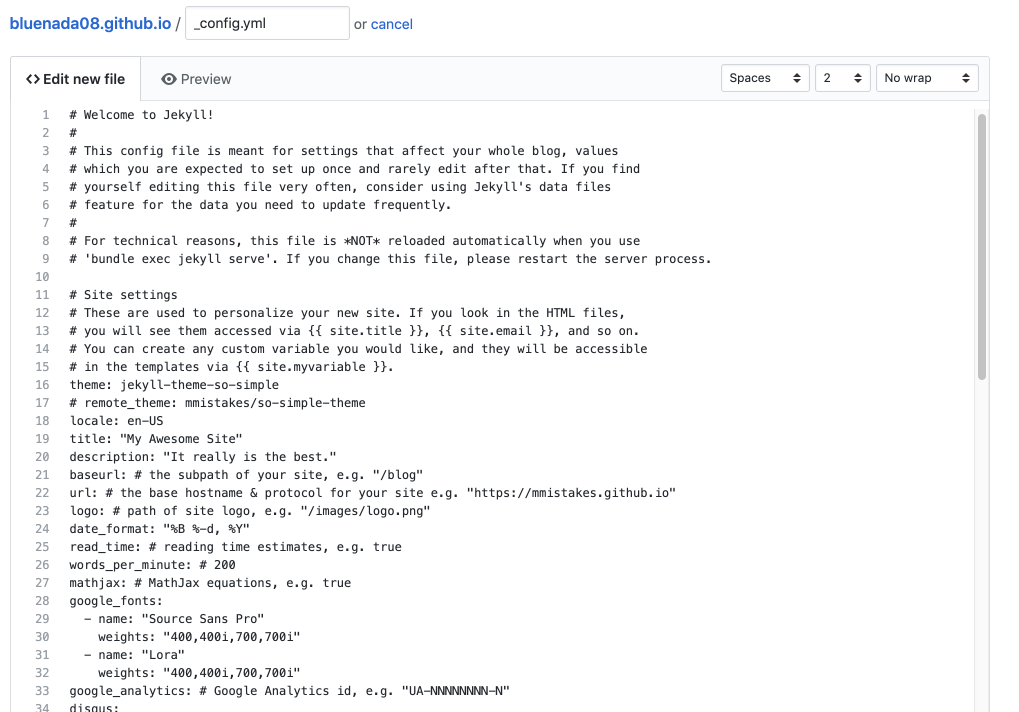 bluenada08.github.io / _config.yml or cancel
<> Edit new file Preview Spaces 2 No wrap
1 # Welcome to Jekyll!
2 #
3 # This config file is meant for settings that affect your whole blog, values
4 # which you are expected to set up once and rarely edit after that. If you find
5 # yourself editing this file very often, consider using Jekyll's data files
6 # feature for the data you need to update frequently.
7 #
8 # For technical reasons, this file is *NOT* reloaded automatically when you use
9 # 'bundle exec jekyll serve'. If you change this file, please restart the server process.
10
11 # Site settings
12 # These are used to personalize your new site. If you look in the HTML files,
13 # you will see them accessed via {{ site.title }}, {{ site.email }}, and so on.
14 # You can create any custom variable you would like, and they will be accessible
15 # in the templates via {{ site.myvariable }}.
16 theme: jekyll-theme-so-simple
17 # remote_theme: mmistakes/so-simple-theme
18 locale: en-US
19 title: "My Awesome Site"
20 description: "It really is the best."
21 baseurl: # the subpath of your site, e.g. "/blog"
22 url: # the base hostname & protocol for your site e.g. "https://mmistakes.github.io"
23 logo: # path of site logo, e.g. "/images/logo.png"
24 date_format: "%B %-d, %Y"
25 read_time: # reading time estimates, e.g. true
26 words_per_minute: # 200
27 mathjax: # MathJax equations, e.g. true
28 google_fonts:
29   - name: "Source Sans Pro"
30     weights: "400,400i,700,700i"
31   - name: "Lora"
32     weights: "400,400i,700,700i"
33 google_analytics: # Google Analytics id, e.g. "UA-NNNNNNNN-N"
34 disqus: